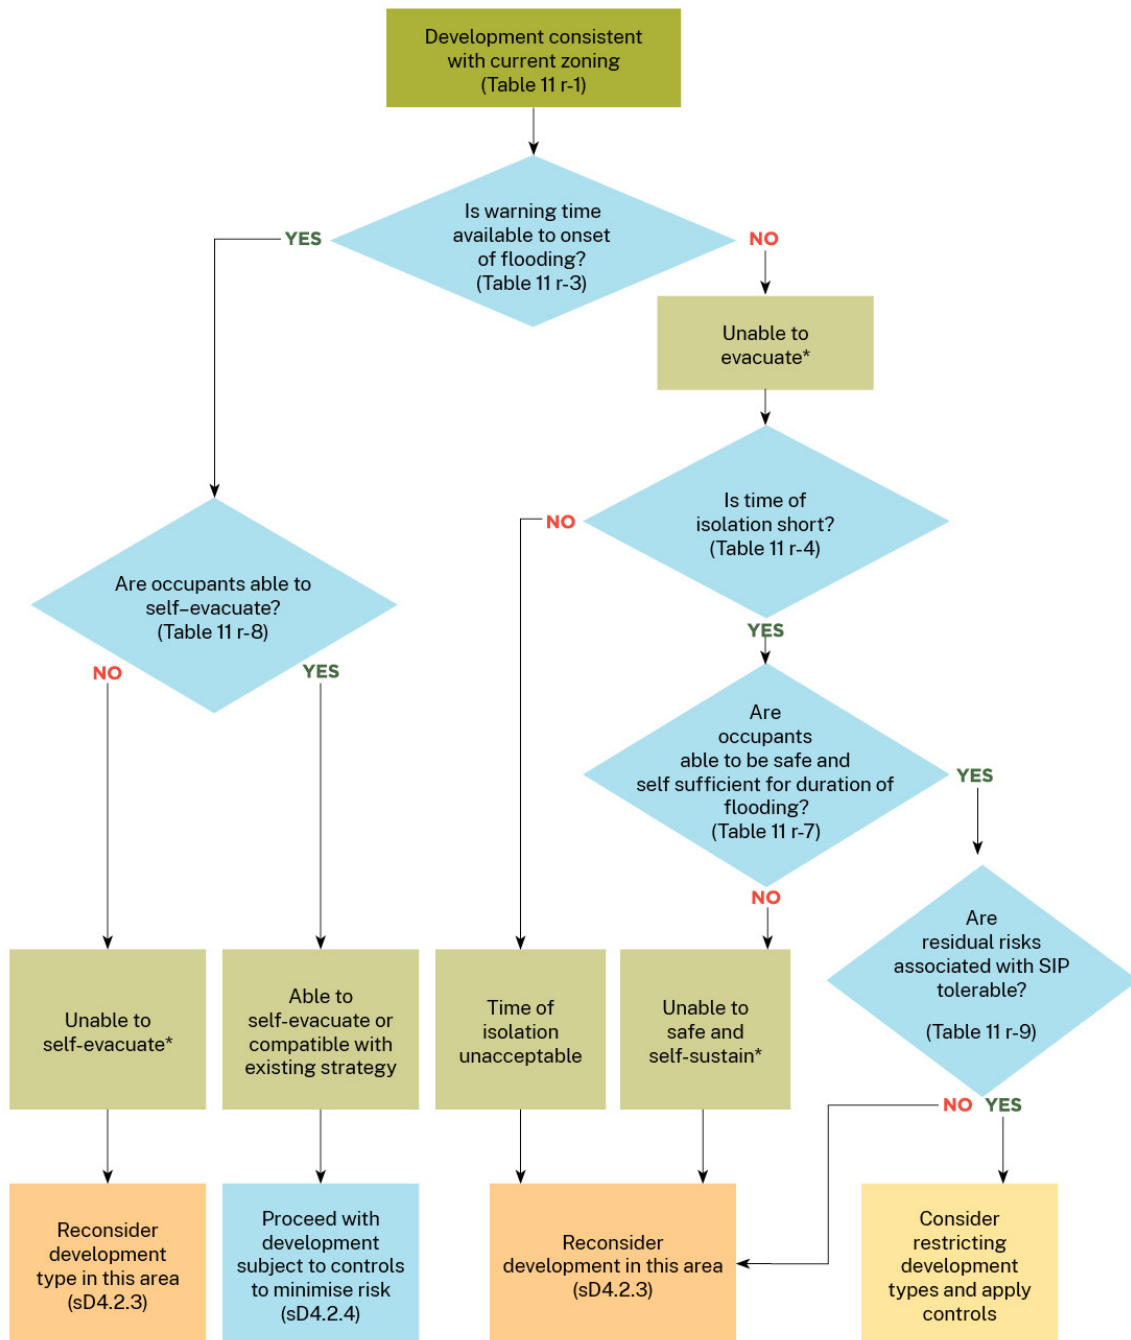 Development consistent
with current zoning
(Table 11 r-1)
Is warning time
available to onset
of flooding?
(Table 11 r-3)
YES
NO
Unable to
evacuate*
Is time of
isolation short?
(Table 11 r-4)
NO
YES
Are occupants able to
self–evacuate?
(Table 11 r-8)
NO
YES
Are
occupants
able to be safe and
self sufficient for duration of
flooding?
(Table 11 r-7)
YES
NO
Are
residual risks
associated with SIP
tolerable?
(Table 11 r-9)
NO
YES
Unable to
self-evacuate*
Able to
self-evacuate or
compatible with
existing strategy
Time of
isolation
unacceptable
Unable to
safe and
self-sustain*
Reconsider
development
type in this area
(sD4.2.3)
Proceed with
development
subject to controls
to minimise risk
(sD4.2.4)
Reconsider
development in this area
(sD4.2.3)
Consider
restricting
development
types and apply
controls